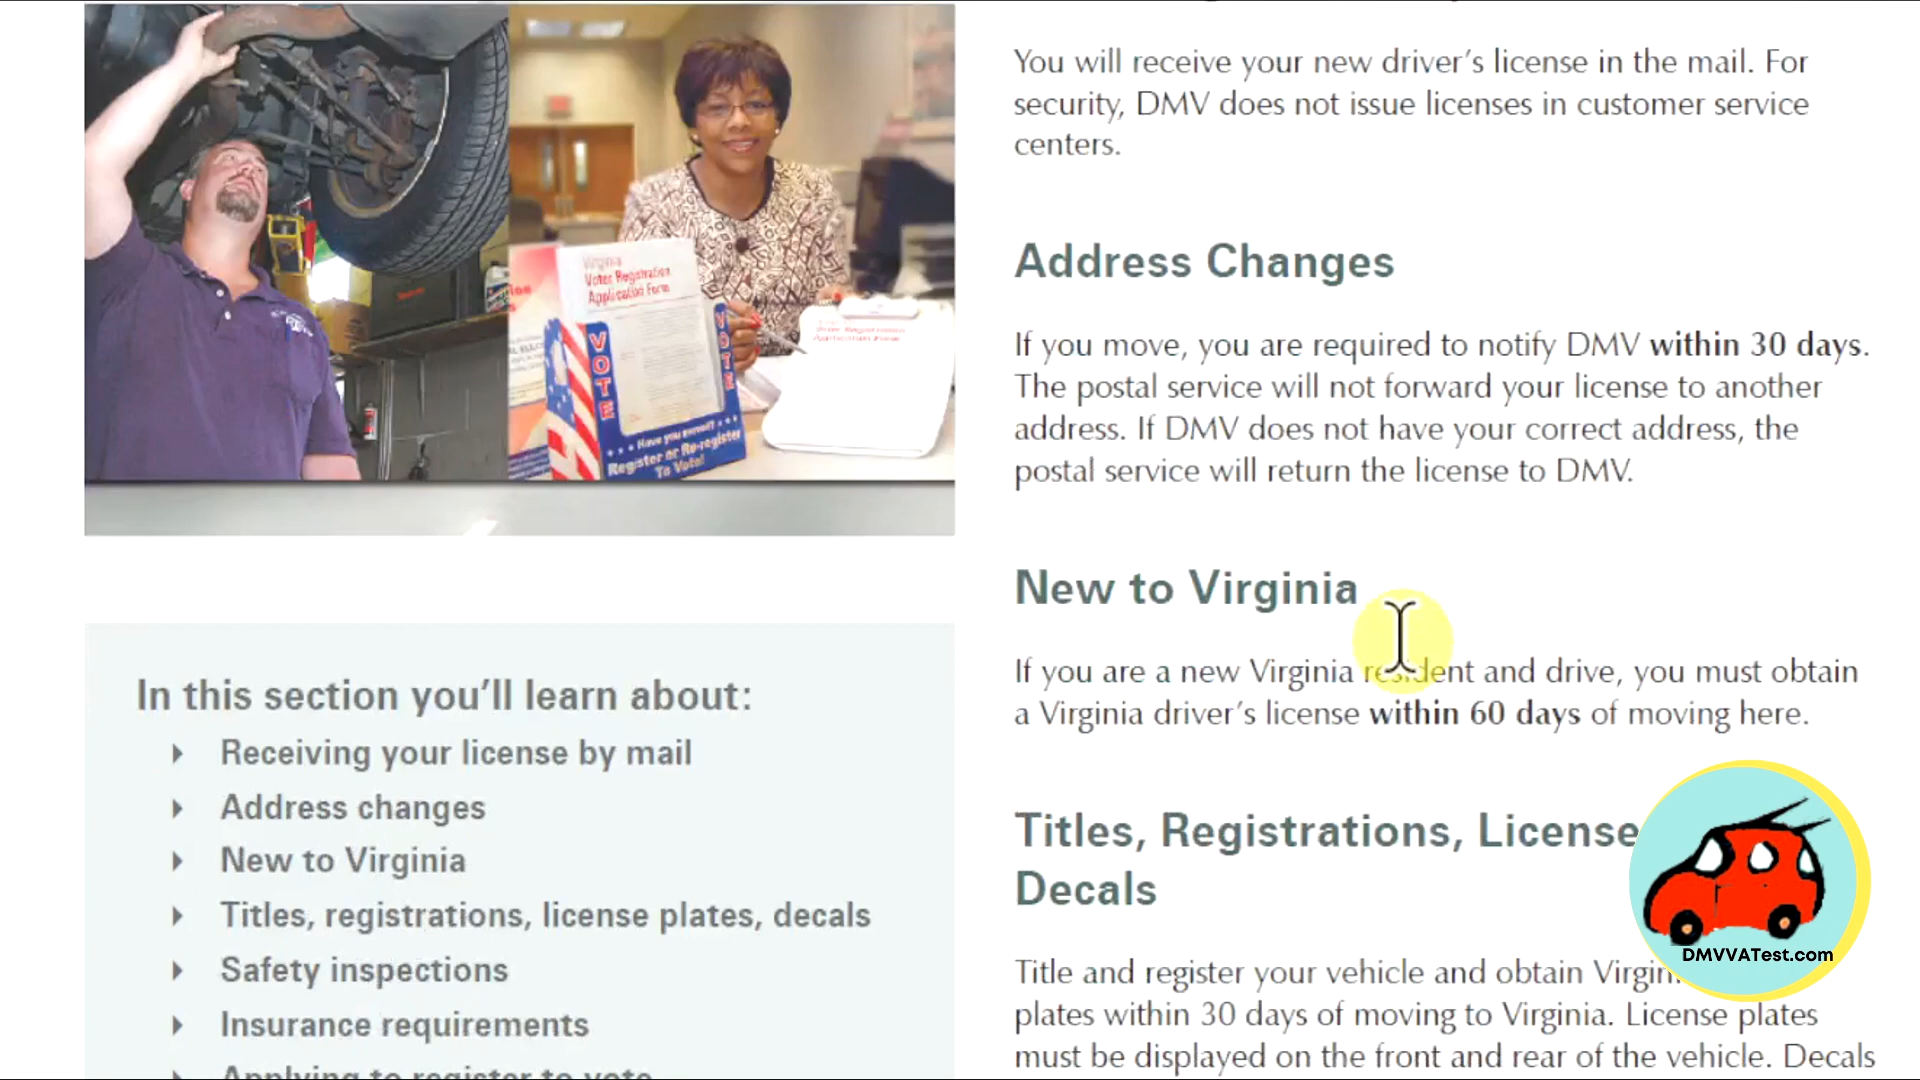 Virginia
Voter Registration
Application Form
VOTE
VOTE
Have you moved?
Register or Re-register
To Vote!
In this section you'll learn about:
Receiving your license by mail
Address changes
New to Virginia
Titles, registrations, license plates, decals
Safety inspections
Insurance requirements
Applying to register to vote
You will receive your new driver's license in the mail. For
security, DMV does not issue licenses in customer service
centers.
Address Changes
If you move, you are required to notify DMV within 30 days.
The postal service will not forward your license to another
address. If DMV does not have your correct address, the
postal service will return the license to DMV.
New to Virginia
If you are a new Virginia resident and drive, you must obtain
a Virginia driver's license within 60 days of moving here.
Titles, Registrations, License
Decals
Title and register your vehicle and obtain Virgin
plates within 30 days of moving to Virginia. License plates
must be displayed on the front and rear of the vehicle. Decals
DMVVATest.com